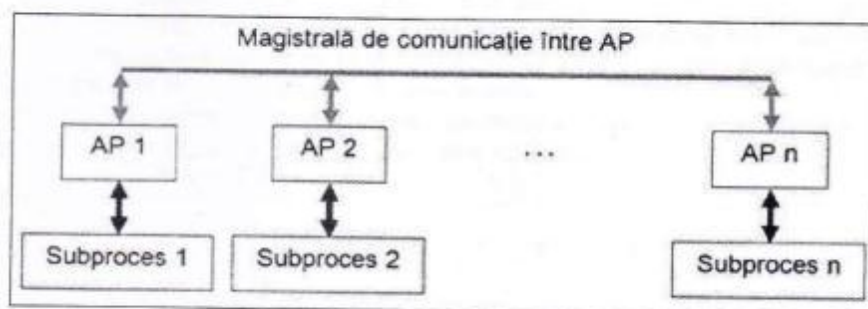 Magistrală de comunicație între AP
AP 1
AP 2
...
AP n
Subproces 1
Subproces 2
Subproces n